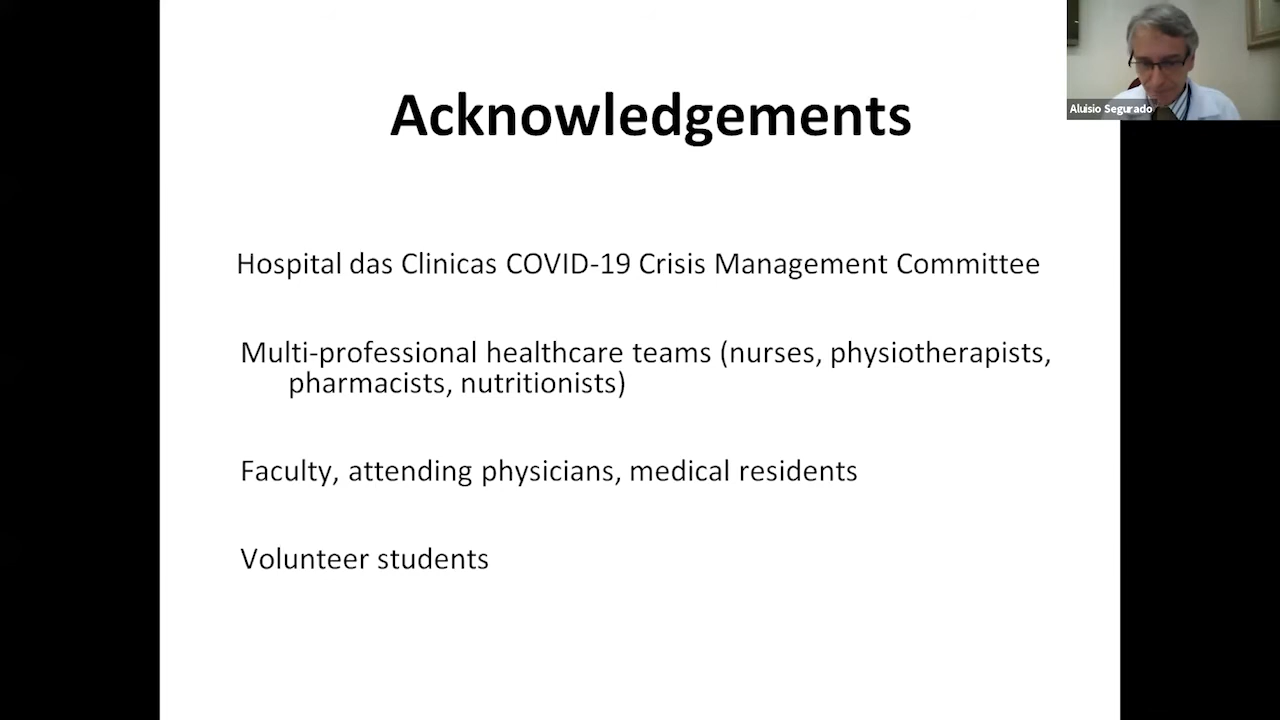 Acknowledgements
Aluisio Segurado
Hospital das Clinicas COVID-19 Crisis Management Committee
Multi-professional healthcare teams (nurses, physiotherapists,
pharmacists, nutritionists)
Faculty, attending physicians, medical residents
Volunteer students